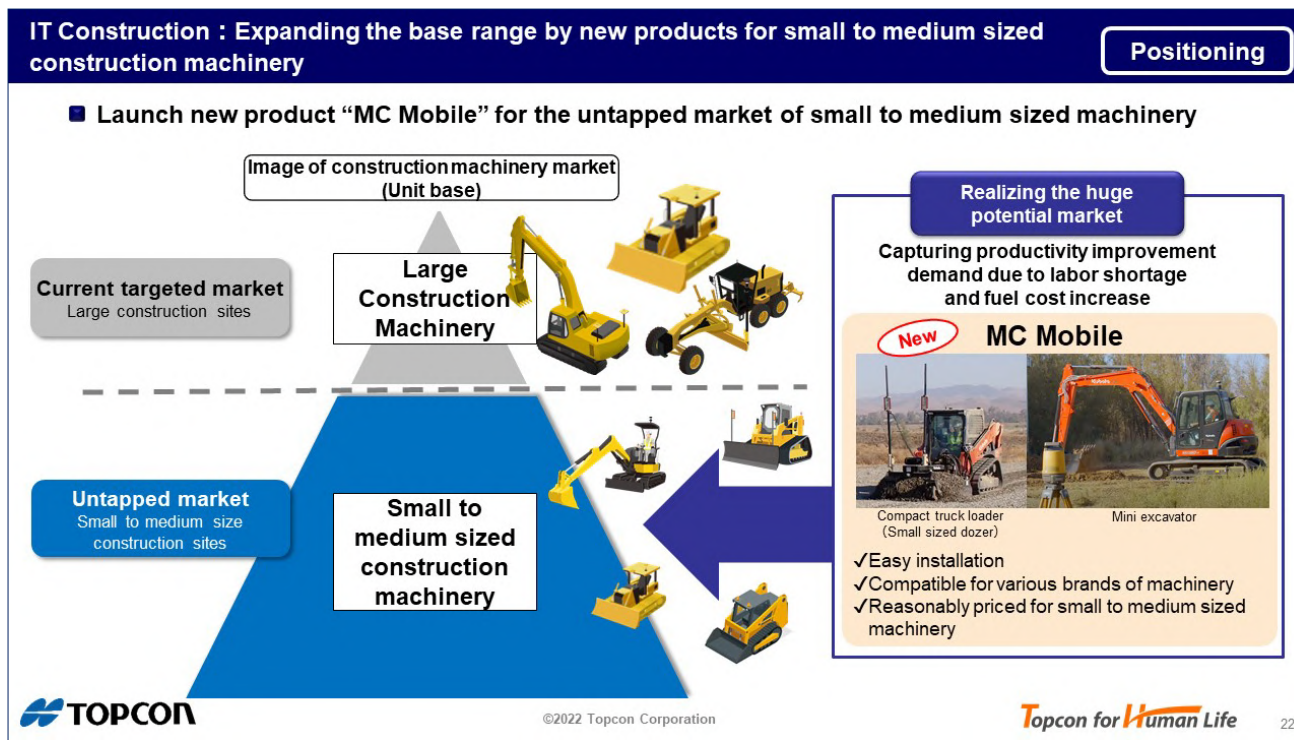 IT Construction : Expanding the base range by new products for small to medium sized
construction machinery
Positioning
Launch new product “MC Mobile” for the untapped market of small to medium sized machinery
Image of construction machinery market
(Unit base)
Current targeted market
Large construction sites
Large
Construction
Machinery
Untapped market
Small to medium size
construction sites
Small to
medium sized
construction
machinery
Realizing the huge
potential market
Capturing productivity improvement
demand due to labor shortage
and fuel cost increase
New
MC Mobile
Kubota
Compact truck loader
(Small sized dozer)
Mini excavator
✓Easy installation
✓Compatible for various brands of machinery
✓Reasonably priced for small to medium sized
machinery
TOPCON
©2022 Topcon Corporation
Topcon for Human Life
22